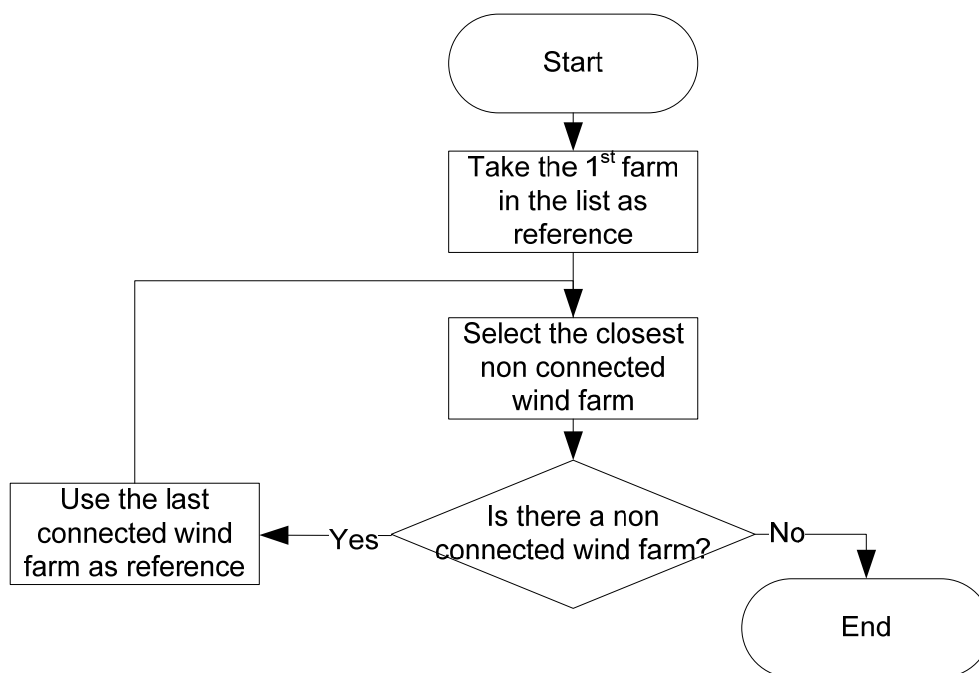 Start
Take the 1st farm
in the list as
reference
Select the closest
non connected
wind farm
Is there a non
connected wind farm?
Yes
No
Use the last
connected wind
farm as reference
End